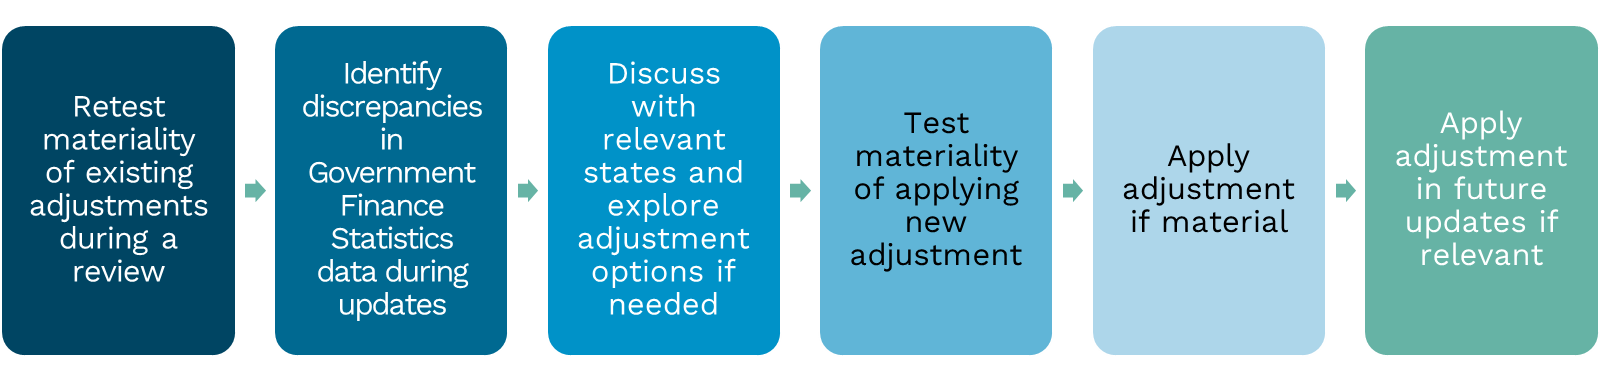 Retest
materiality
of existing
adjustments
during a
review
Identify
discrepancies
in
Government
Finance
Statistics
data during
updates
Discuss
with
relevant
states and
explore
adjustment
options if
needed
Test
materiality
of applying
new
adjustment
Apply
adjustment
if material
Apply
adjustment
in future
updates if
relevant